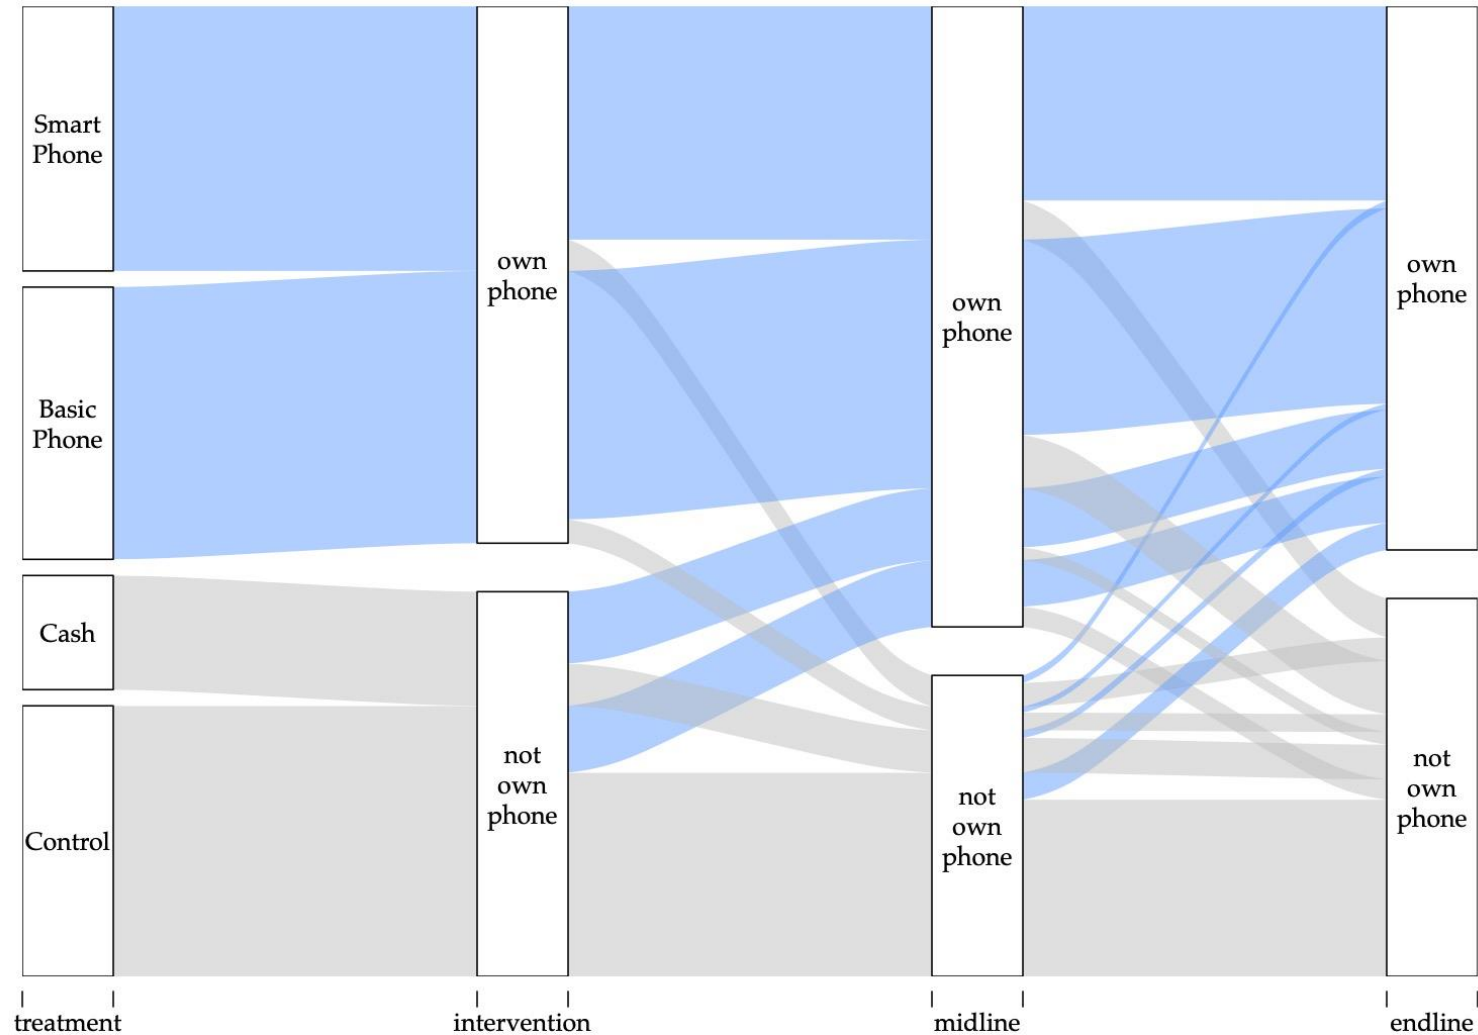 Smart
Phone
Basic
Phone
Cash
Control
own
phone
not
own
phone
own
phone
not
own
phone
own
phone
not
own
phone
treatment
intervention
midline
endline